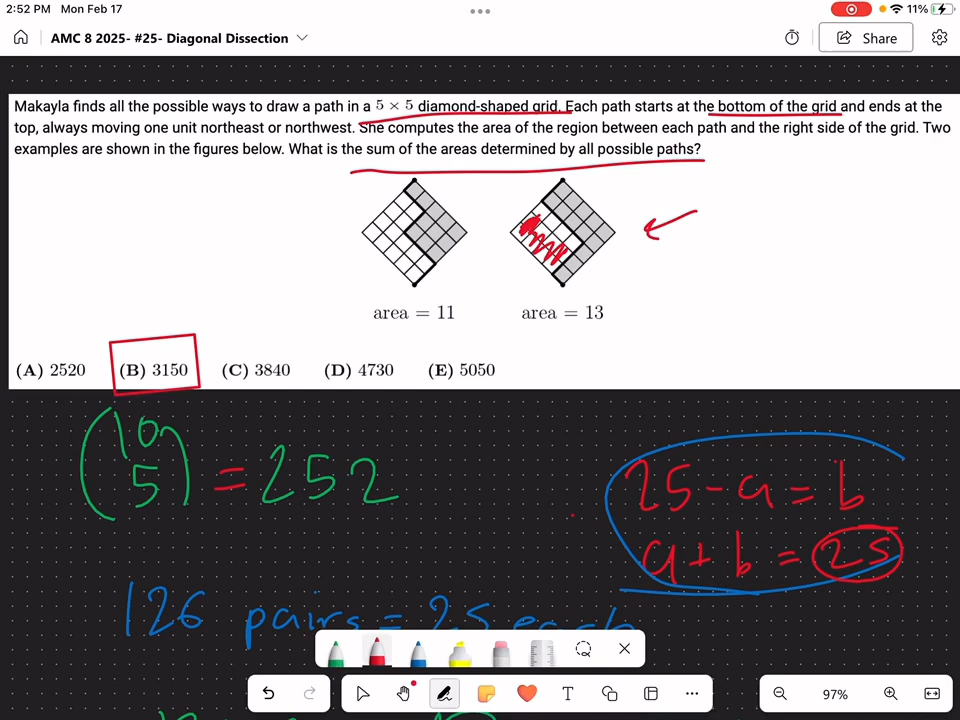 2:52 PM Mon Feb 17
11%
AMC 8 2025- #25- Diagonal Dissection
Share
Makayla finds all the possible ways to draw a path in a 5 × 5 diamond-shaped grid. Each path starts at the bottom of the grid and ends at the
top, always moving one unit northeast or northwest. She computes the area of the region between each path and the right side of the grid. Two
examples are shown in the figures below. What is the sum of the areas determined by all possible paths?
area = 11 area = 13
(A) 2520 (B) 3150 (C) 3840 (D) 4730 (E) 5050
(10
5) = 252
25 - a = b
a + b = 25
126 pairs = 25 each
T
97%